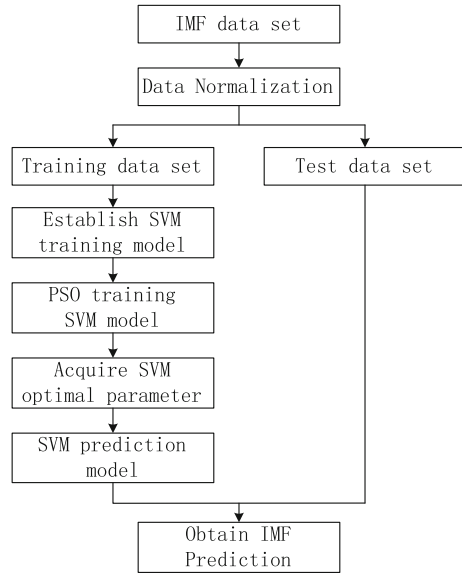 IMF data set
Data Normalization
Training data set
Test data set
Establish SVM
training model
PSO training
SVM model
Acquire SVM
optimal parameter
SVM prediction
model
Obtain IMF
Prediction